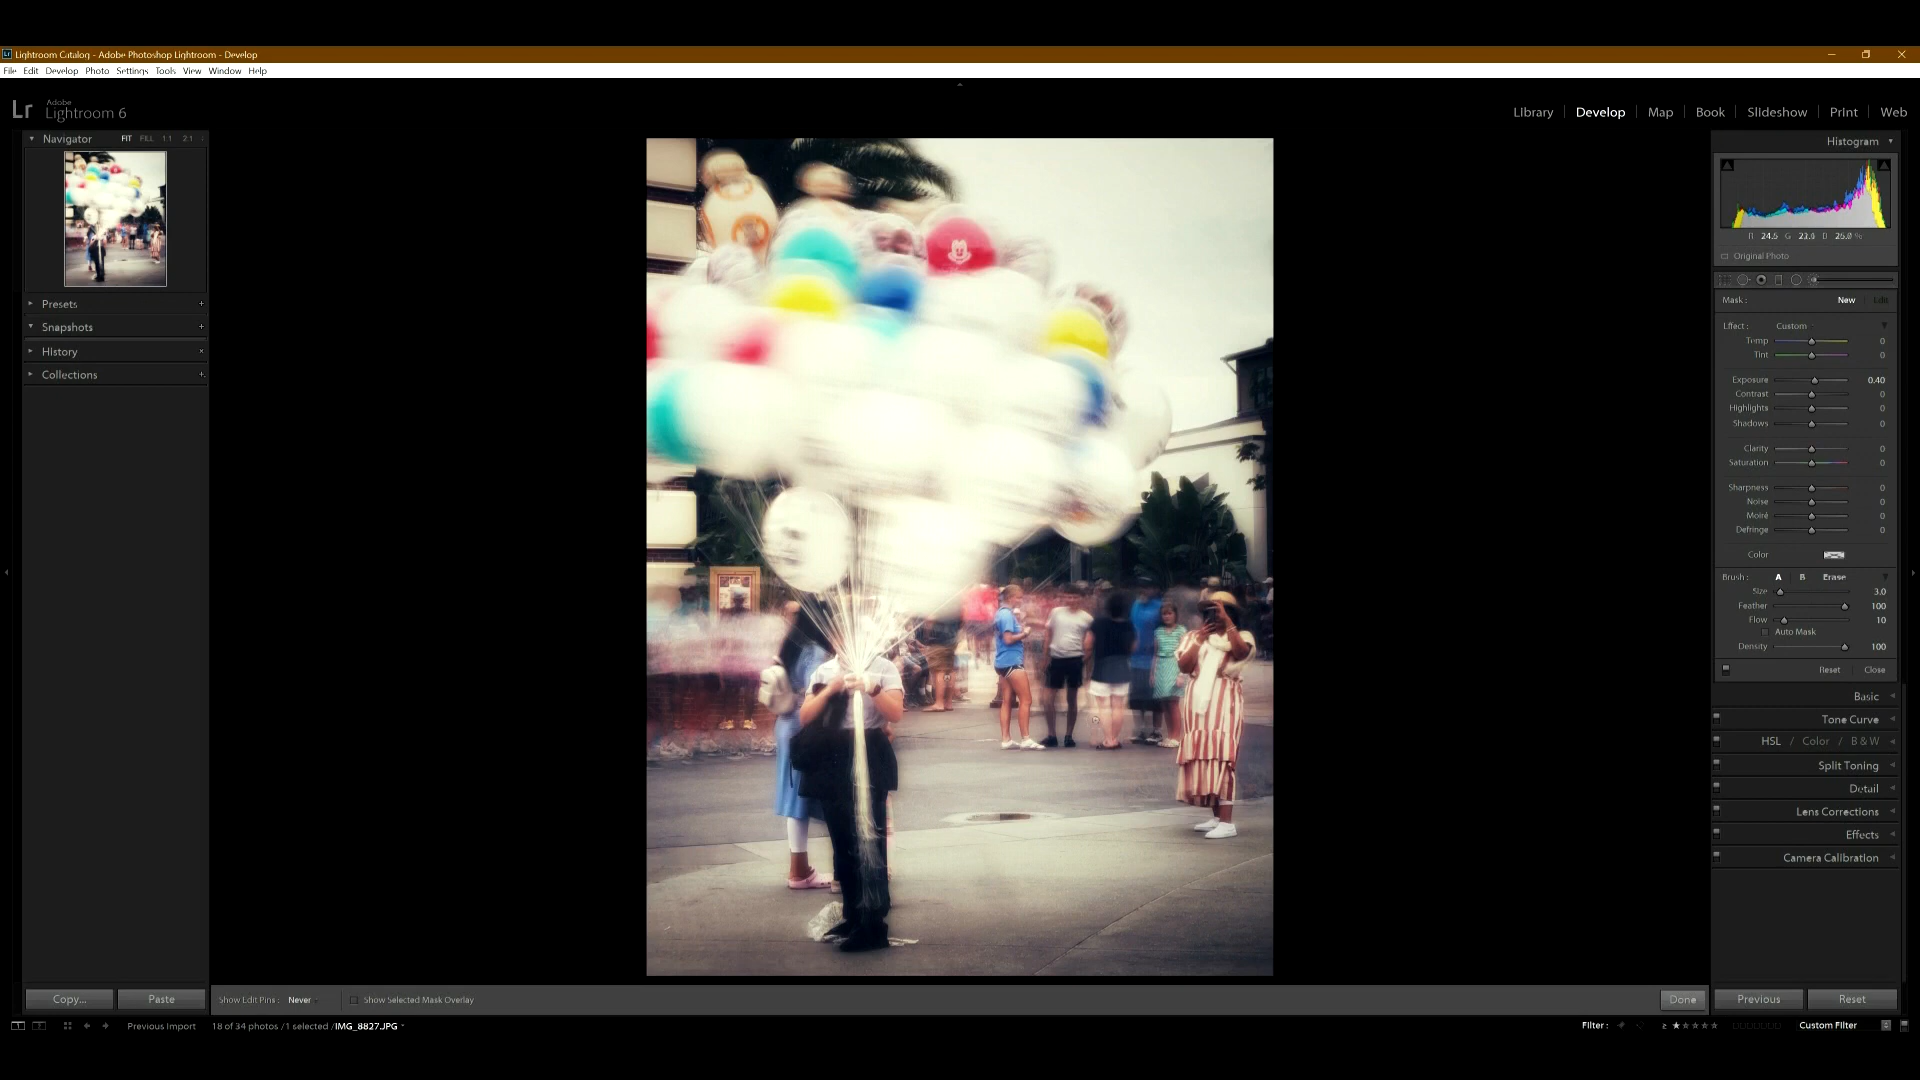 Lightroom Catalog - Adobe Photoshop Lightroom - Develop
File Edit Develop Photo Settings Tools View Window Help
Lr Adobe Lightroom 6
Library Develop Map Book Slideshow Print Web
Navigator FIT FILL 1:1 2:1
Presets
Snapshots
History
Collections
Copy... Paste
Histogram
R 24.5 G 23.6 B 25.0 %
Original Photo
Mask : New Edit
Effect : Custom
Temp 0
Tint 0
Exposure 0.40
Contrast 0
Highlights 0
Shadows 0
Clarity 0
Saturation 0
Sharpness 0
Noise 0
Moiré 0
Defringe 0
Color
Brush : A B Erase
Size 3.0
Feather 100
Flow 10
Auto Mask
Density 100
Reset Close
Basic
Tone Curve
HSL / Color / B & W
Split Toning
Detail
Lens Corrections
Effects
Camera Calibration
Show Edit Pins : Never Show Selected Mask Overlay Done
Previous Reset
Previous Import 18 of 34 photos /1 selected /IMG_8827.JPG
Filter : Custom Filter